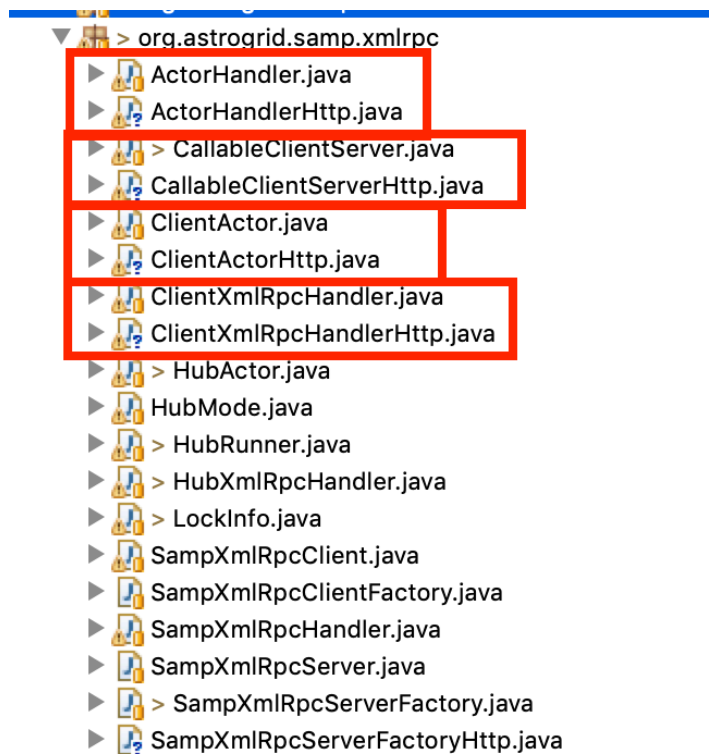 > org.astrogrid.samp.xmlrpc
ActorHandler.java
ActorHandlerHttp.java
> CallableClientServer.java
CallableClientServerHttp.java
ClientActor.java
ClientActorHttp.java
ClientXmlRpcHandler.java
ClientXmlRpcHandlerHttp.java
> HubActor.java
HubMode.java
> HubRunner.java
> HubXmlRpcHandler.java
> LockInfo.java
SampXmlRpcClient.java
SampXmlRpcClientFactory.java
SampXmlRpcHandler.java
SampXmlRpcServer.java
> SampXmlRpcServerFactory.java
SampXmlRpcServerFactoryHttp.java